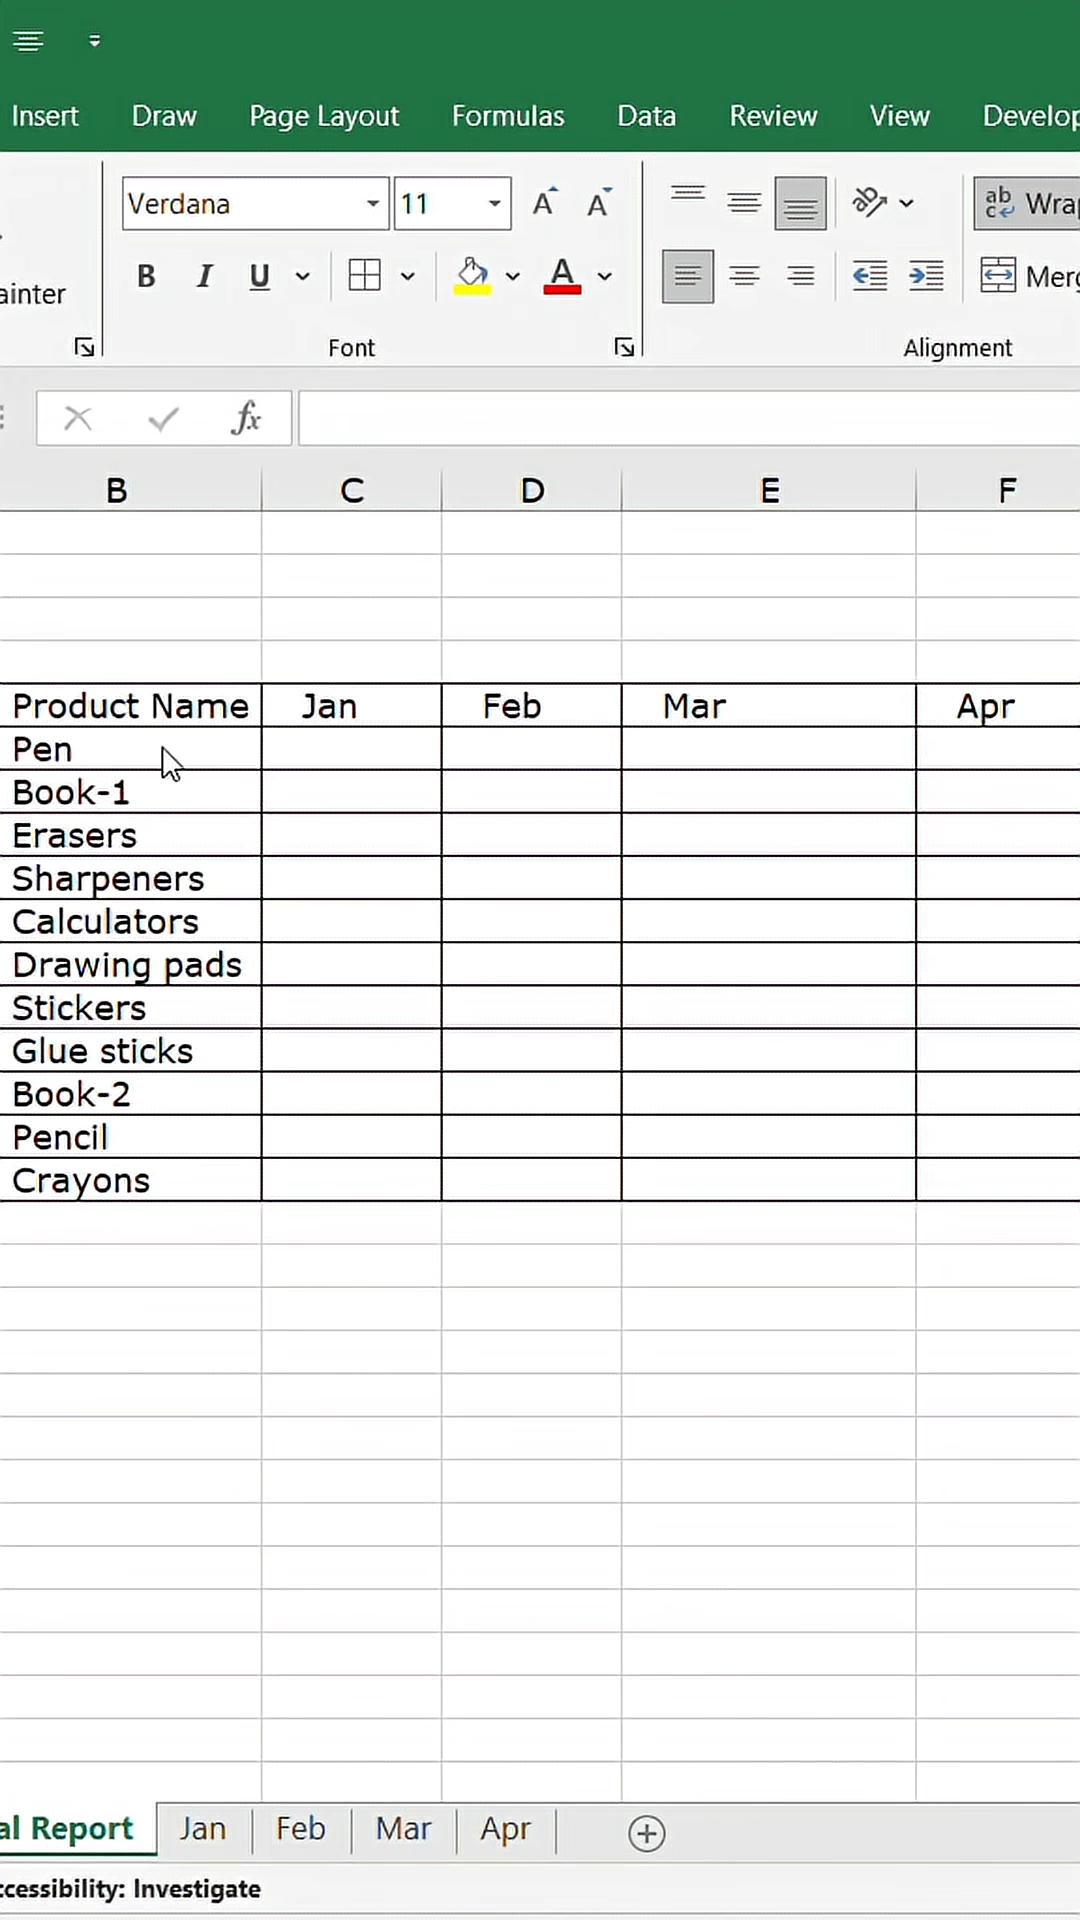 Insert Draw Page Layout Formulas Data Review View Develop
Verdana 11 A A ab c Wrap
ainter B I U A Merg
Font Alignment
fx
B C D E F
Product Name Jan Feb Mar Apr
Pen
Book-1
Erasers
Sharpeners
Calculators
Drawing pads
Stickers
Glue sticks
Book-2
Pencil
Crayons
al Report Jan Feb Mar Apr
ccessibility: Investigate